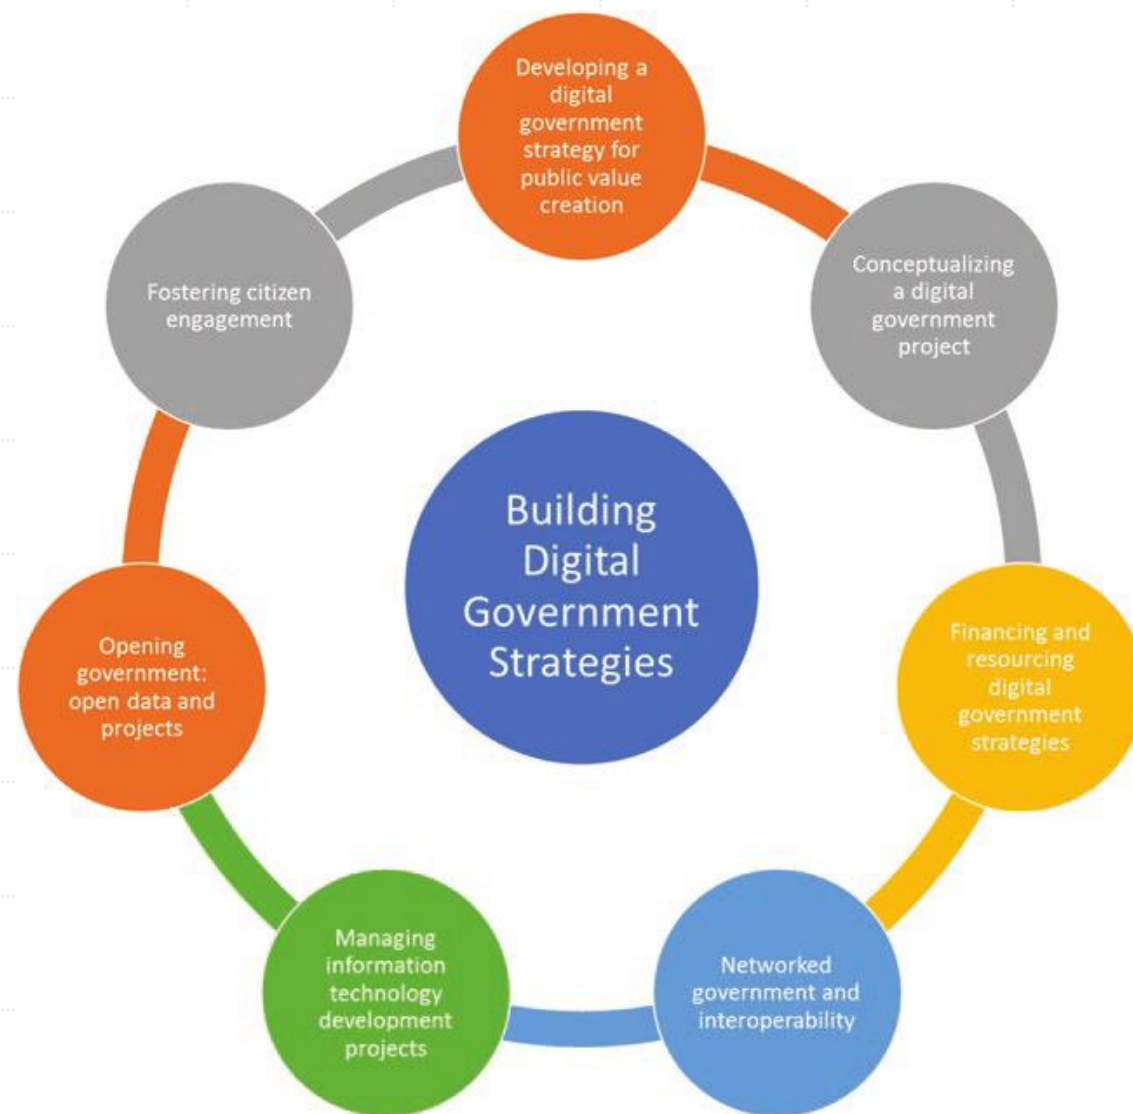 Developing a
digital
government
strategy for
public value
creation
Conceptualizing
a digital
government
project
Financing and
resourcing
digital
government
strategies
Networked
government and
interoperability
Managing
information
technology
development
projects
Opening
government:
open data and
projects
Fostering citizen
engagement
Building
Digital
Government
Strategies